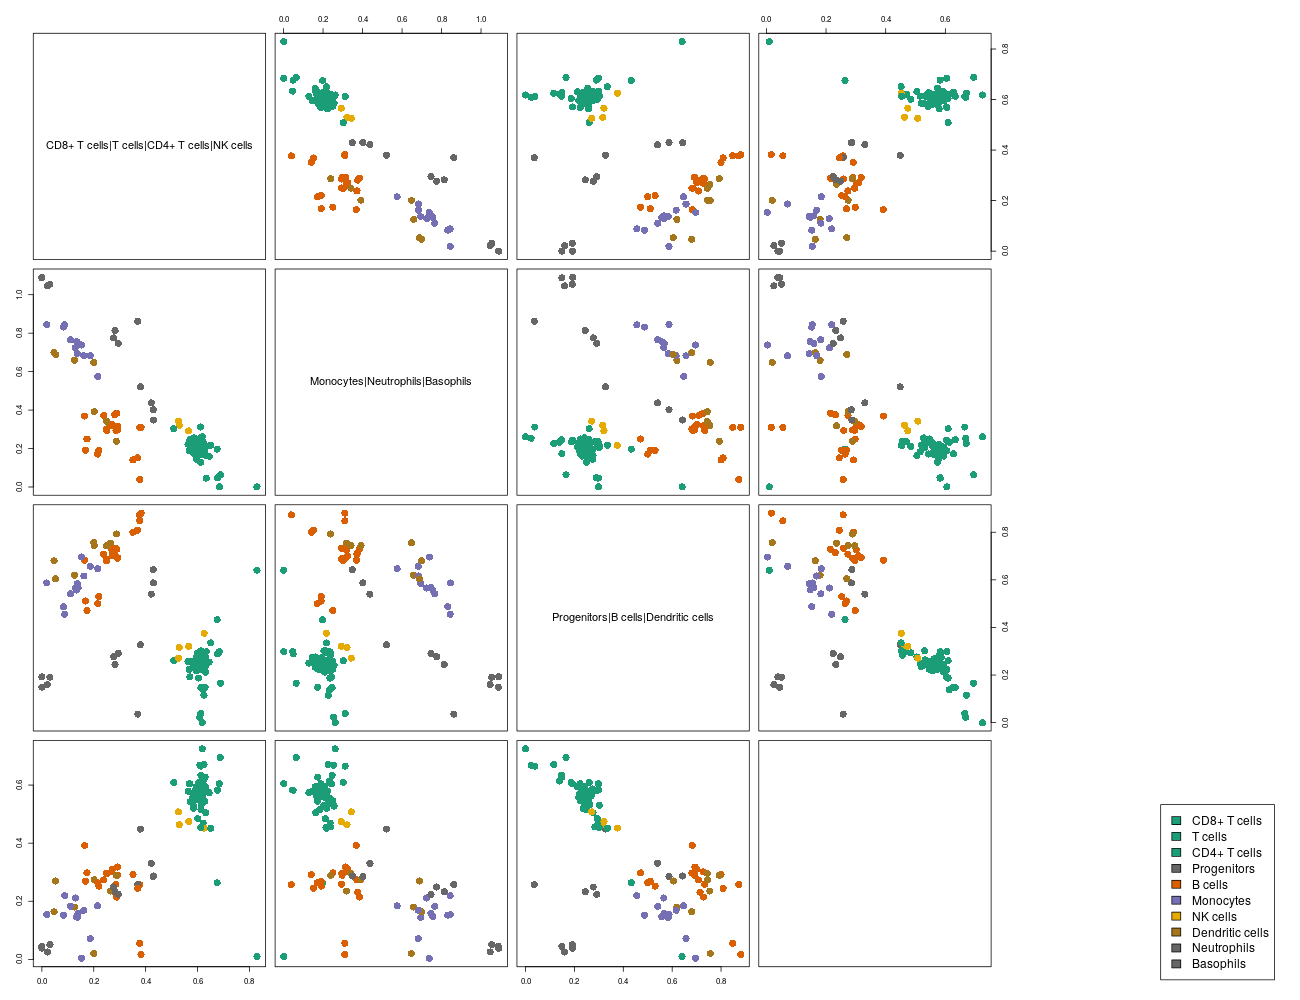 0.0 0.2 0.4 0.6 0.8 1.0
0.0 0.2 0.6
CD8+ T cells|T cells|CD4+ T cells|NK cells
0.0 0.2 0.4 0.6 0.8
0.0 0.2 0.4 0.6 0.8 1.0
Monocytes|Neutrophils|Basophils
Progenitors|B cells|Dendritic cells
0.0 0.2 0.4 0.6 0.8
0.0 0.2 0.4 0.6
0.0 0.2 0.4 0.6 0.8
0.0 0.2 0.4 0.6 0.8
CD8+ T cells
T cells
CD4+ T cells
Progenitors
B cells
Monocytes
NK cells
Dendritic cells
Neutrophils
Basophils